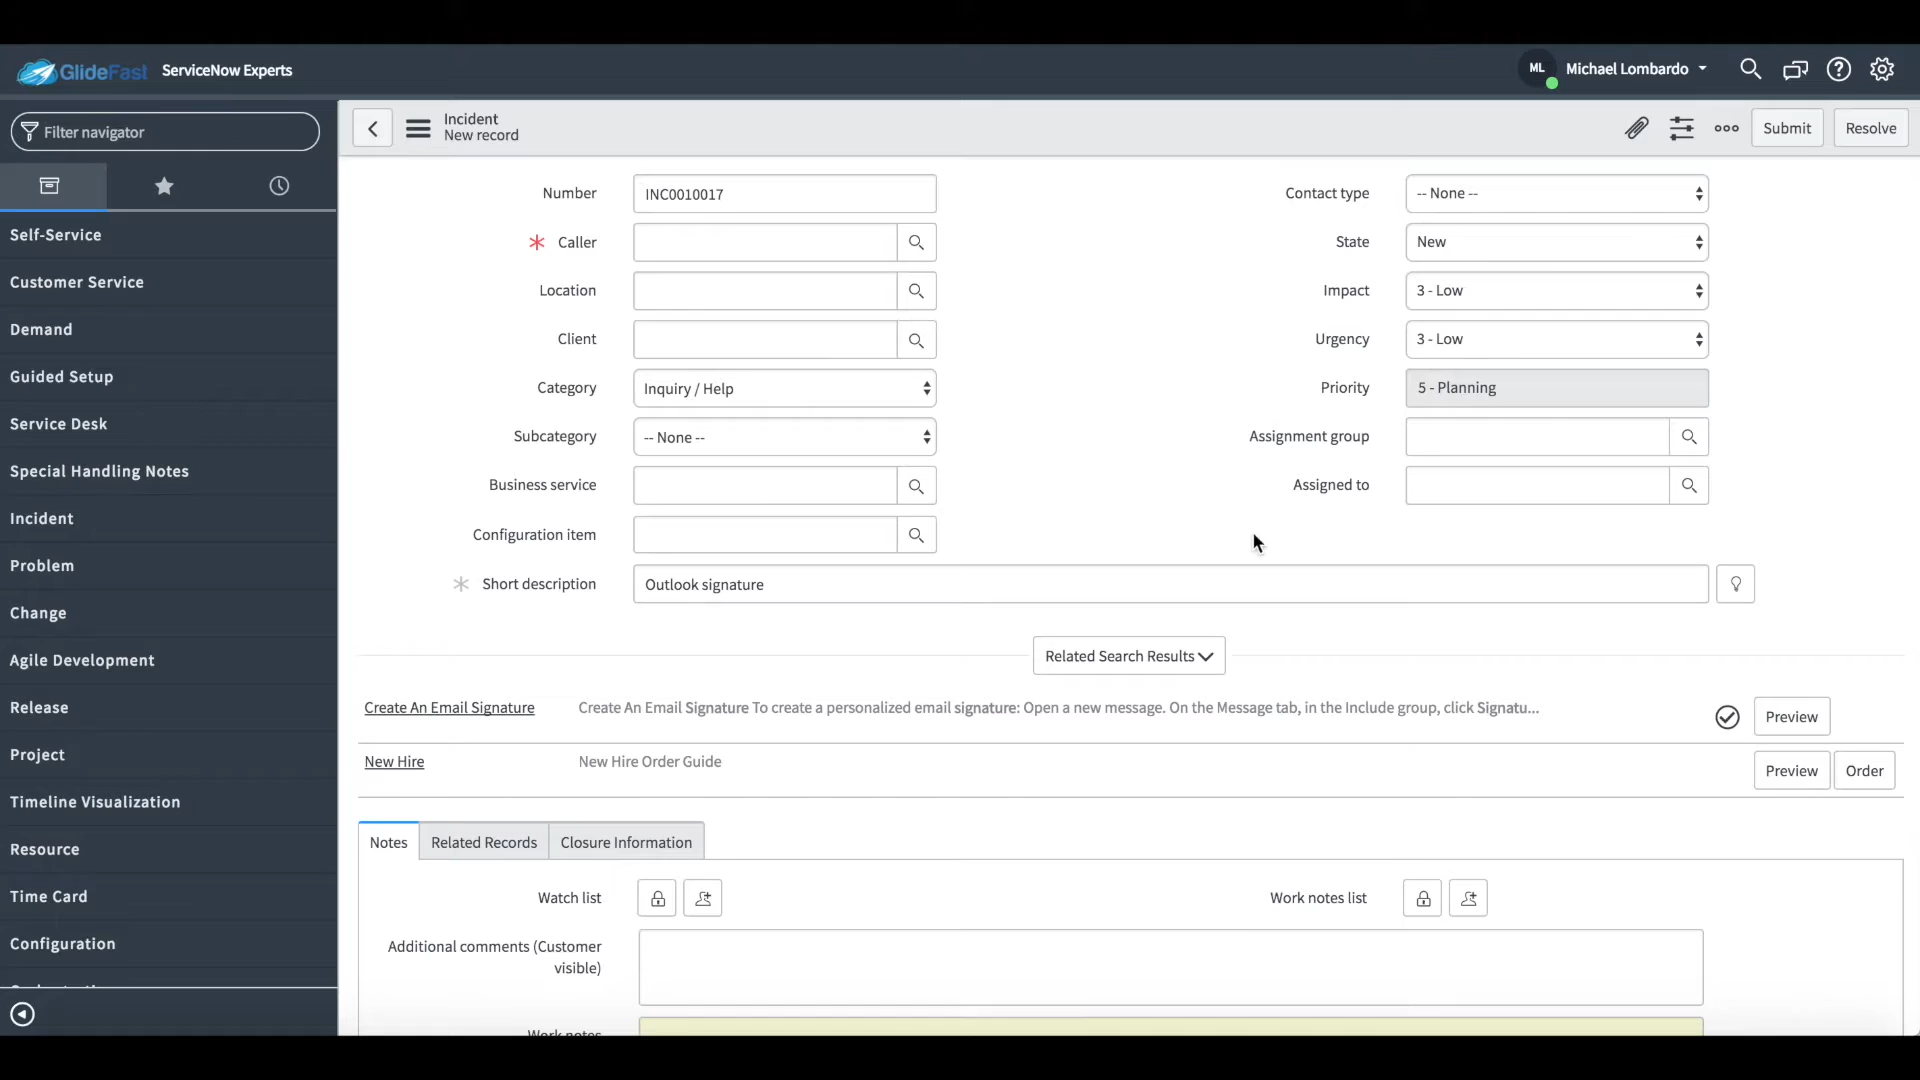 GlideFast ServiceNow Experts
ML Michael Lombardo
Filter navigator
Self-Service
Customer Service
Demand
Guided Setup
Service Desk
Special Handling Notes
Incident
Problem
Change
Agile Development
Release
Project
Timeline Visualization
Resource
Time Card
Configuration
Incident
New record
Submit Resolve
Number INC0010017
Caller
Location
Client
Category Inquiry / Help
Subcategory -- None --
Business service
Configuration item
Contact type -- None --
State New
Impact 3 - Low
Urgency 3 - Low
Priority 5 - Planning
Assignment group
Assigned to
Short description Outlook signature
Related Search Results
Create An Email Signature Create An Email Signature To create a personalized email signature: Open a new message. On the Message tab, in the Include group, click Signatu... Preview
New Hire New Hire Order Guide Preview Order
Notes Related Records Closure Information
Watch list Work notes list
Additional comments (Customer
visible)
Work notes